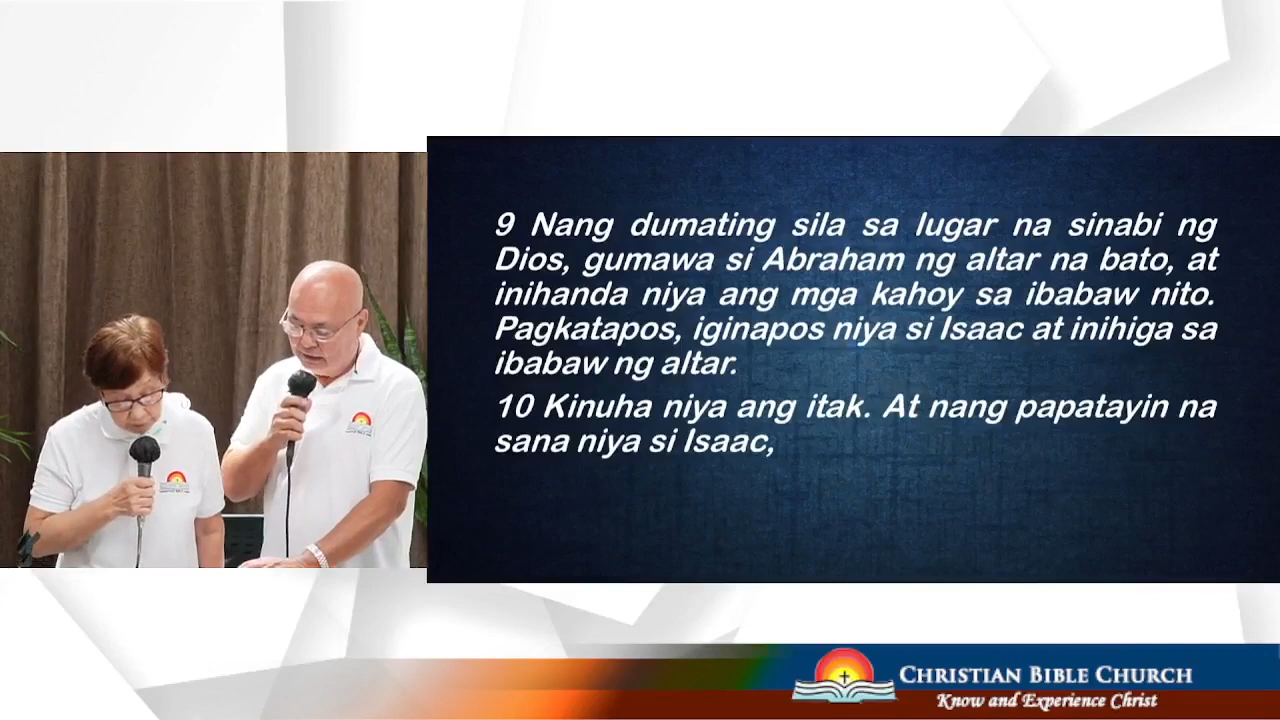 9 Nang dumating sila sa lugar na sinabi ng
Dios, gumawa si Abraham ng altar na bato, at
inihanda niya ang mga kahoy sa ibabaw nito.
Pagkatapos, iginapos niya si Isaac at inihiga sa
ibabaw ng altar.
10 Kinuha niya ang itak. At nang papatayin na
sana niya si Isaac,
CHRISTIAN BIBLE CHURCH
Know and Experience Christ